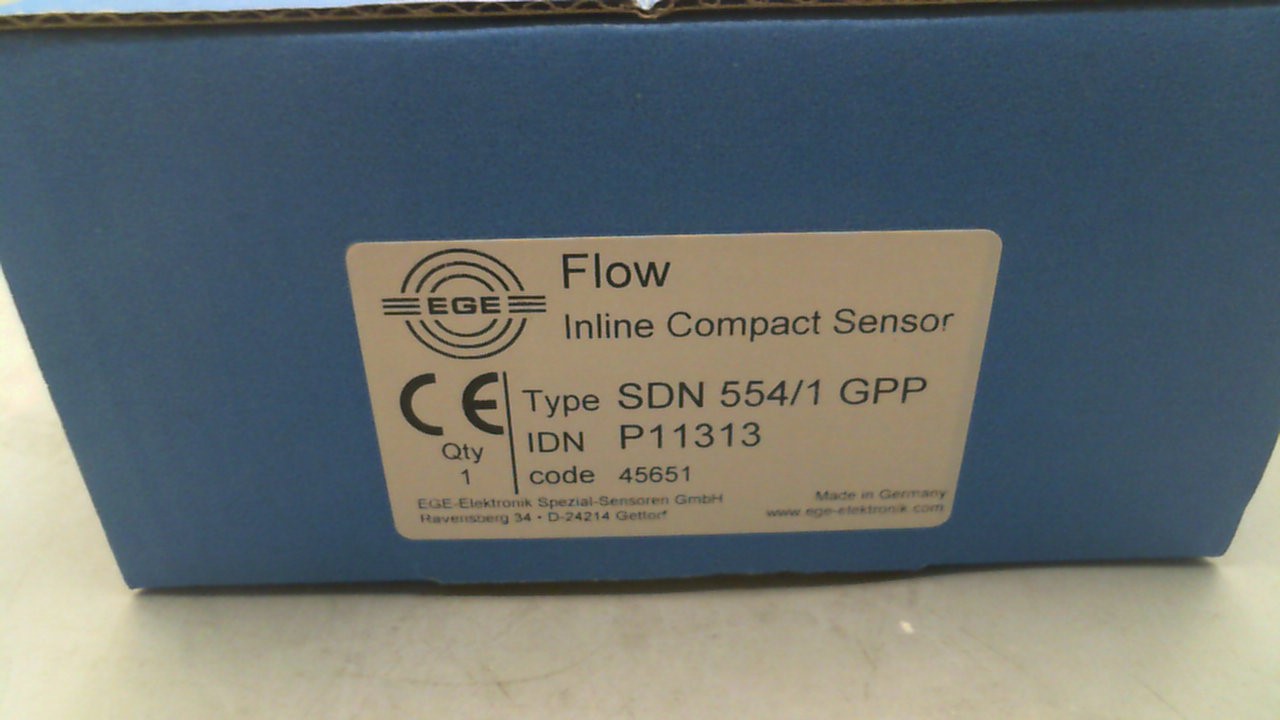 EGE
Flow
Inline Compact Sensor
CE
Type SDN 554/1 GPP
IDN P11313
Qty
1
code 45651
EGE-Elektronik Spezial-Sensoren GmbH
Ravensberg 34 • D-24214 Gettorf
Made in Germany
www.ege-elektronik.com